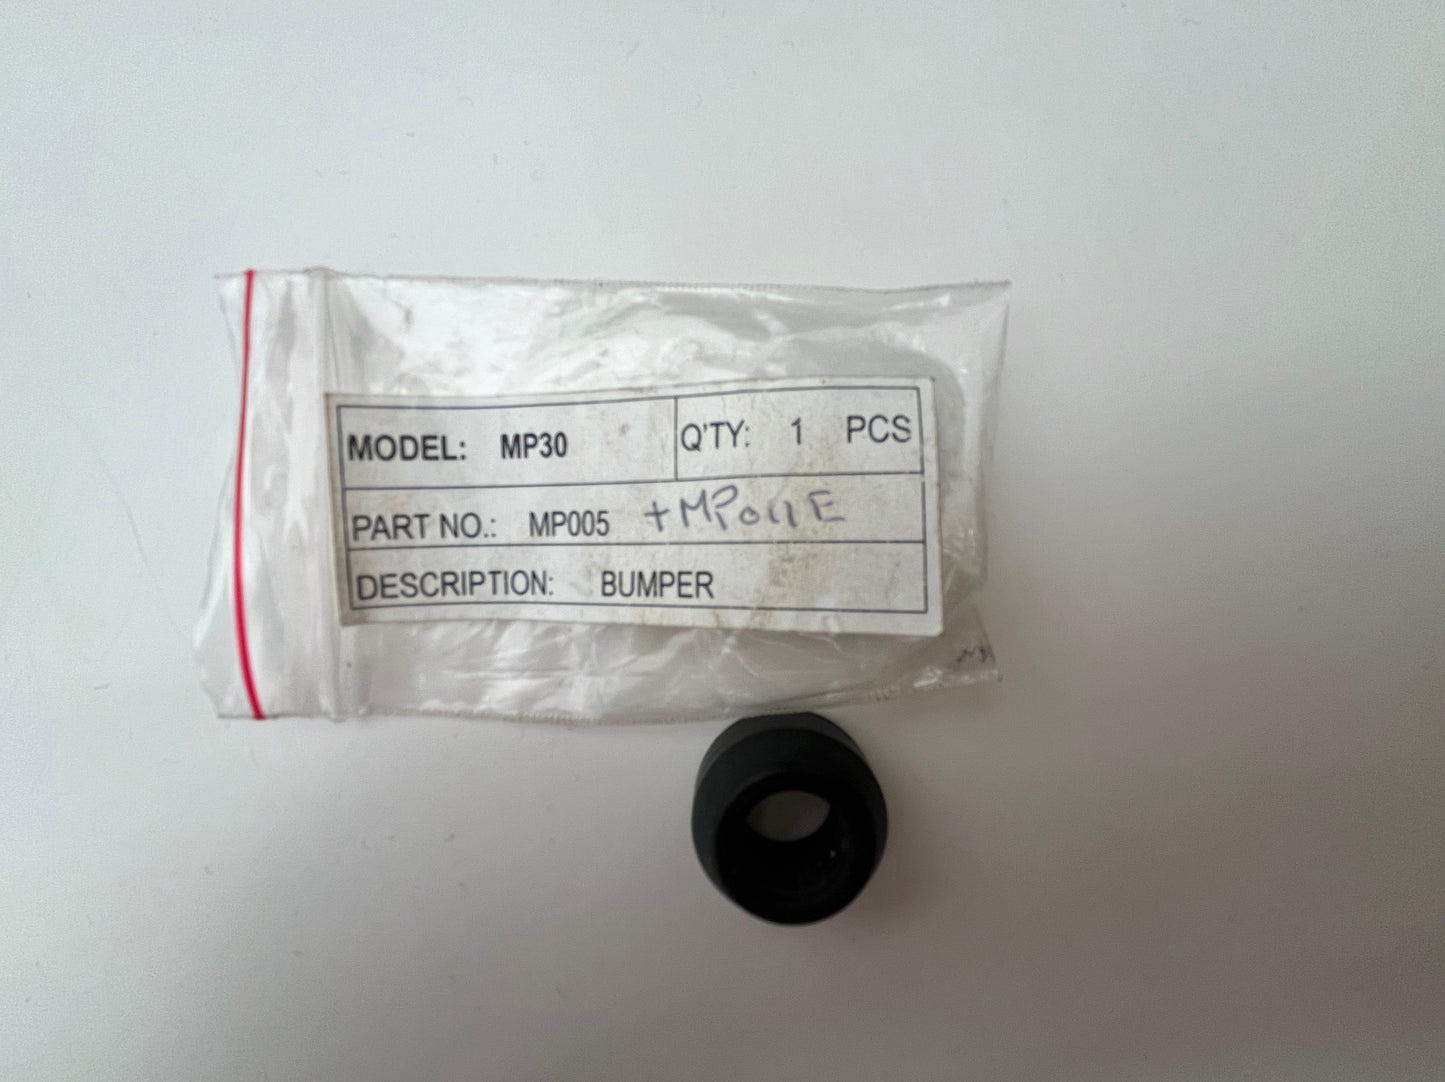 MODEL: MP30 Q'TY: 1 PCS
PART NO.: MP005 +MP011E
DESCRIPTION: BUMPER